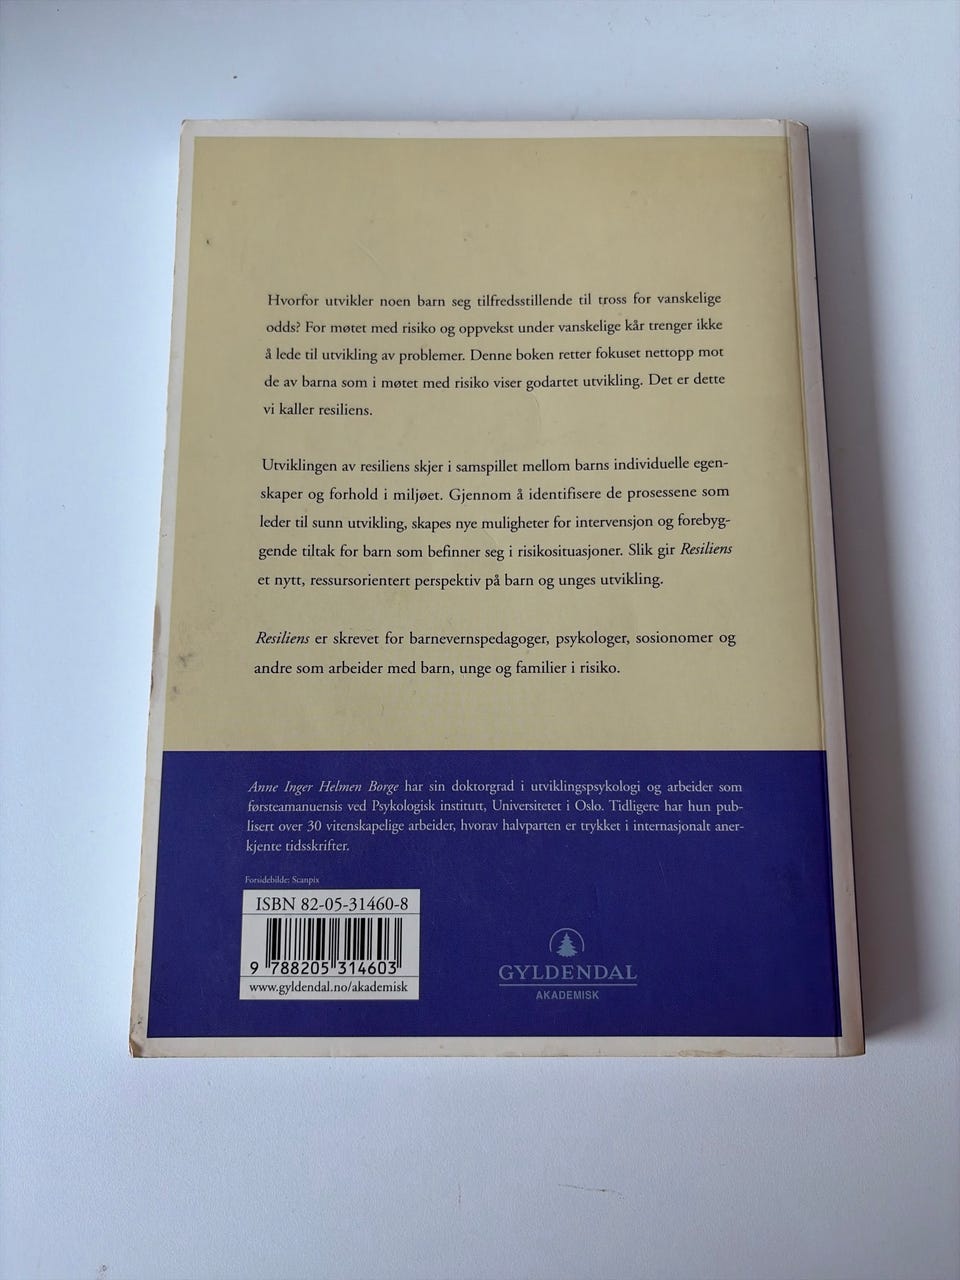 Hvorfor utvikler noen barn seg tilfredsstillende til tross for vanskelige
odds? For møtet med risiko og oppvekst under vanskelige kår trenger ikke
å lede til utvikling av problemer. Denne boken retter fokuset nettopp mot
de av barna som i møtet med risiko viser godartet utvikling. Det er dette
vi kaller resiliens.
Utviklingen av resiliens skjer i samspillet mellom barns individuelle egen-
skaper og forhold i miljøet. Gjennom å identifisere de prosessene som
leder til sunn utvikling, skapes nye muligheter for intervensjon og forebyg-
gende tiltak for barn som befinner seg i risikosituasjoner. Slik gir Resiliens
et nytt, ressursorientert perspektiv på barn og unges utvikling.
Resiliens er skrevet for barnevernspedagoger, psykologer, sosionomer og
andre som arbeider med barn, unge og familier i risiko.
Anne Inger Helmen Borge har sin doktorgrad i utviklingspsykologi og arbeider som
førsteamanuensis ved Psykologisk institutt, Universitetet i Oslo. Tidligere har hun pub-
lisert over 30 vitenskapelige arbeider, hvorav halvparten er trykket i internasjonalt aner-
kjente tidsskrifter.
Forsidebilde: Scanpix
ISBN 82-05-31460-8
9 788205 314603
www.gyldendal.no/akademisk
GYLDENDAL
AKADEMISK